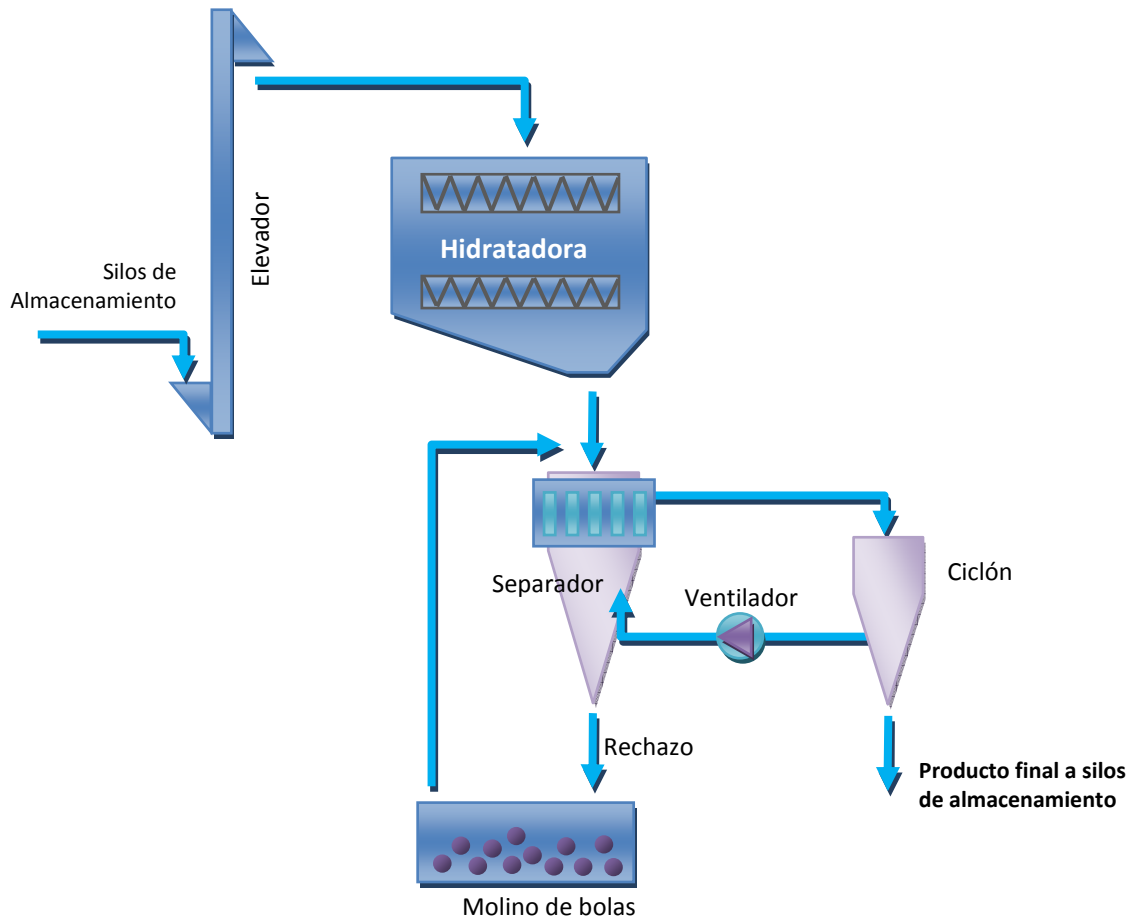 Silos de
Almacenamiento
Elevador
Hidratadora
Separador
Ventilador
Ciclón
Rechazo
Producto final a silos
de almacenamiento
Molino de bolas